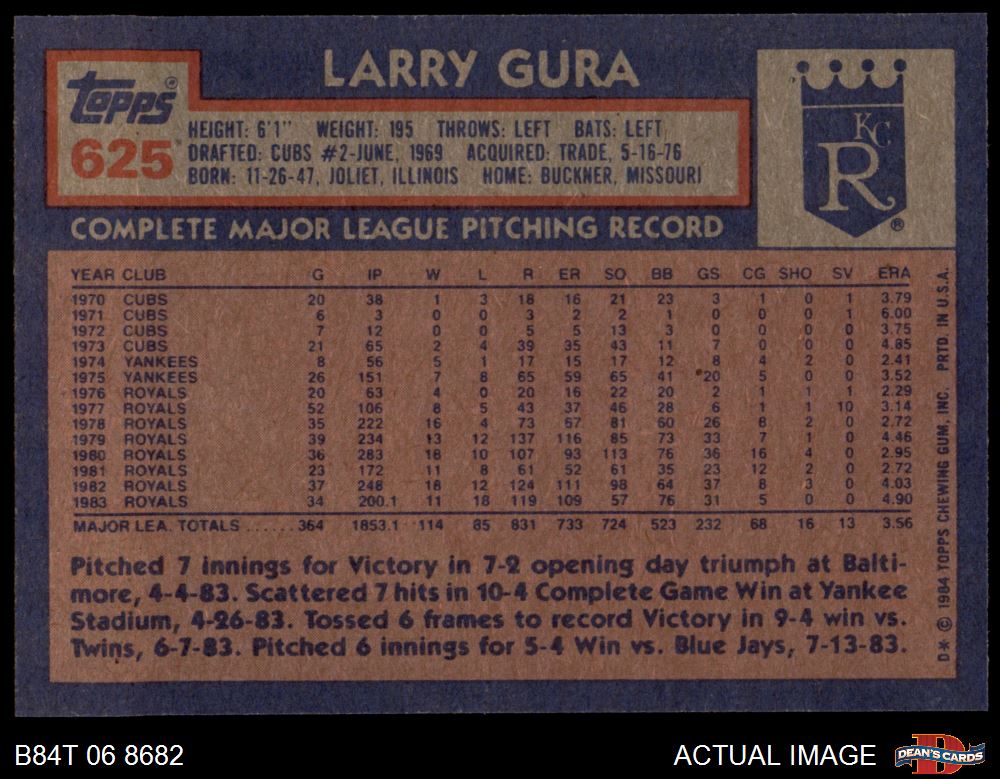 LARRY GURA
topps®
625
HEIGHT: 6'1" WEIGHT: 195 THROWS: LEFT BATS: LEFT
DRAFTED: CUBS #2-JUNE, 1969 ACQUIRED: TRADE, 5-16-76
BORN: 11-26-47, JOLIET, ILLINOIS HOME: BUCKNER, MISSOURI
KC
R®
COMPLETE MAJOR LEAGUE PITCHING RECORD
YEAR CLUB G IP W L R ER SO BB GS CG SHO SV ERA
1970 CUBS 20 38 1 3 18 16 21 23 3 1 0 1 3.79
1971 CUBS 6 3 0 0 3 2 2 1 0 0 0 1 6.00
1972 CUBS 7 12 0 0 5 5 13 3 0 0 0 0 3.75
1973 CUBS 21 65 2 4 39 35 43 11 7 0 0 0 4.85
1974 YANKEES 8 56 5 1 17 15 17 12 8 4 2 0 2.41
1975 YANKEES 26 151 7 8 65 59 65 41 20 5 0 0 3.52
1976 ROYALS 20 63 4 0 20 16 22 20 2 1 1 1 2.29
1977 ROYALS 52 106 8 5 43 37 46 28 6 1 1 10 3.14
1978 ROYALS 35 222 16 4 73 67 81 60 26 8 2 0 2.72
1979 ROYALS 39 234 13 12 137 116 85 73 33 7 1 0 4.46
1980 ROYALS 36 283 18 10 107 93 113 76 36 16 4 0 2.95
1981 ROYALS 23 172 11 8 61 52 61 35 23 12 2 0 2.72
1982 ROYALS 37 248 18 12 124 111 98 64 37 8 3 0 4.03
1983 ROYALS 34 200.1 11 18 119 109 57 76 31 5 0 0 4.90
MAJOR LEA. TOTALS ...... 364 1853.1 114 85 831 733 724 523 232 68 16 13 3.56
Pitched 7 innings for Victory in 7-2 opening day triumph at Balti-
more, 4-4-83. Scattered 7 hits in 10-4 Complete Game Win at Yankee
Stadium, 4-26-83. Tossed 6 frames to record Victory in 9-4 win vs.
Twins, 6-7-83. Pitched 6 innings for 5-4 Win vs. Blue Jays, 7-13-83.
D* © 1984 TOPPS CHEWING GUM, INC. PRTD. IN U.S.A.
B84T 06 8682
ACTUAL IMAGE
DEAN'S CARDS